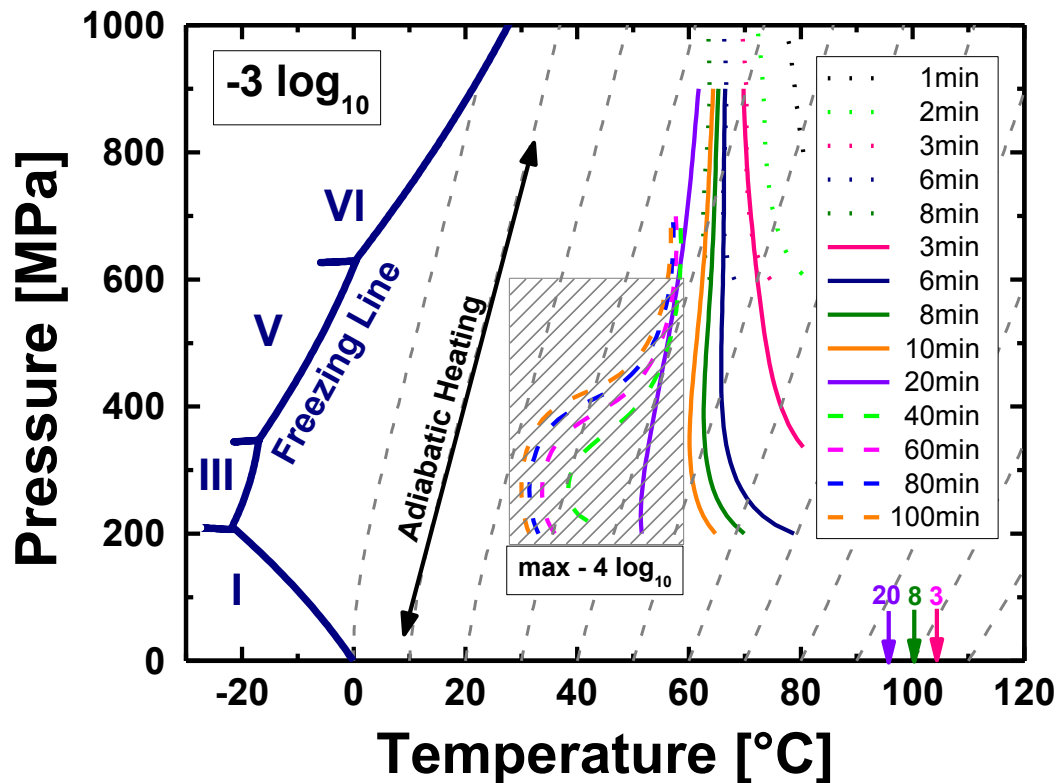 1000
800
600
400
200
0
Pressure [MPa]
-20
0
20
40
60
80
100
120
Temperature [°C]
-3 log10
VI
V
III
I
Freezing Line
Adiabatic Heating
max - 4 log10
1min
2min
3min
6min
8min
3min
6min
8min
10min
20min
40min
60min
80min
100min
20 8 3